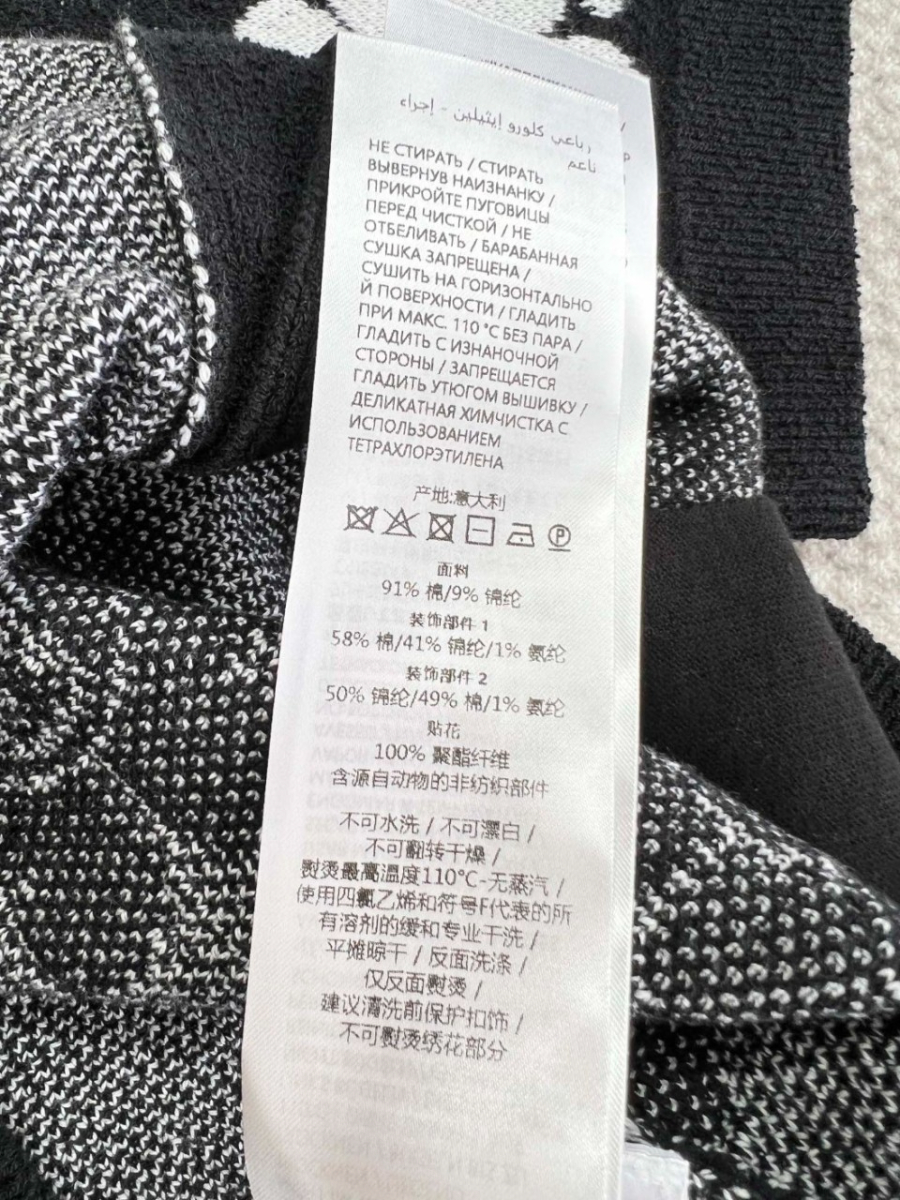 رباعي كلورو إيثيلين - إجراء
ناعم
НЕ СТИРАТЬ / СТИРАТЬ
ВЫВЕРНУВ НАИЗНАНКУ /
ПРИКРОЙТЕ ПУГОВИЦЫ
ПЕРЕД ЧИСТКОЙ / НЕ
ОТБЕЛИВАТЬ / БАРАБАННАЯ
СУШКА ЗАПРЕЩЕНА /
СУШИТЬ НА ГОРИЗОНТАЛЬНО
Й ПОВЕРХНОСТИ / ГЛАДИТЬ
ПРИ МАКС. 110 °C БЕЗ ПАРА /
ГЛАДИТЬ С ИЗНАНОЧНОЙ
СТОРОНЫ / ЗАПРЕЩАЕТСЯ
ГЛАДИТЬ УТЮГОМ ВЫШИВКУ /
ДЕЛИКАТНАЯ ХИМЧИСТКА С
ИСПОЛЬЗОВАНИЕМ
ТЕТРАХЛОРЭТИЛЕНА
产地:意大利
P
面料
91% 棉/9% 锦纶
装饰部件 1
58% 棉/41% 锦纶/1% 氨纶
装饰部件 2
50% 锦纶/49% 棉/1% 氨纶
贴花
100% 聚酯纤维
含源自动物的非纺织部件
不可水洗 / 不可漂白 /
不可翻转干燥 /
熨烫最高温度110°C-无蒸汽 /
使用四氯乙烯和符号F代表的所
有溶剂的缓和专业干洗 /
平摊晾干 / 反面洗涤 /
仅反面熨烫 /
建议清洗前保护扣饰 /
不可熨烫绣花部分